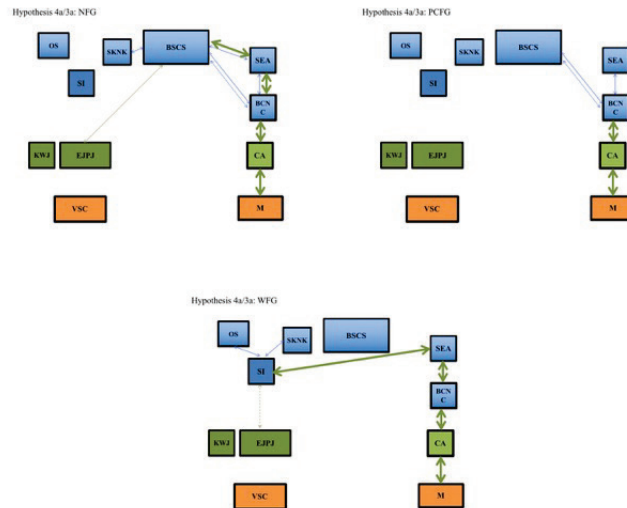 Hypothesis 4a/3a: NFG
OS
SKNK
BSCS
SEA
SI
BCN
C
KWJ
EJPJ
CA
VSC
M
Hypothesis 4a/3a: PCFG
OS
SKNK
BSCS
SEA
SI
BCN
C
KWJ
EJPJ
CA
VSC
M
Hypothesis 4a/3a: WFG
OS
SKNK
BSCS
SEA
SI
BCN
C
KWJ
EJPJ
CA
VSC
M